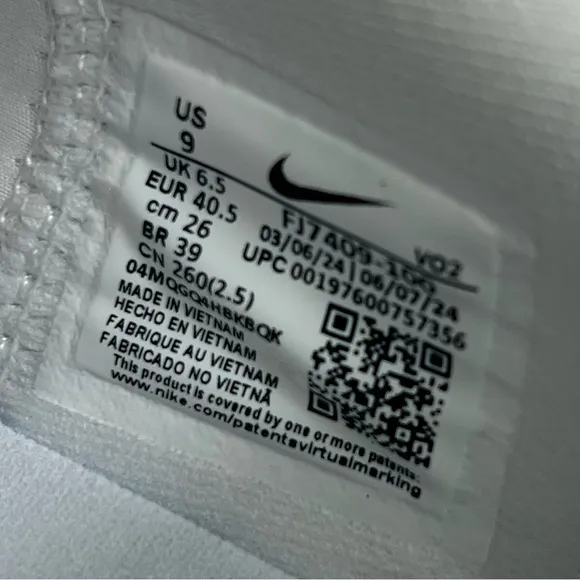 US
9
UK 6.5
EUR 40.5
cm 26
BR 39
CN 260(2.5)
FJ7409-100 VO2
03/06/24 | 06/07/24
UPC 00197600757356
04MQGQ4HBKBQK
MADE IN VIETNAM
HECHO EN VIETNAM
FABRIQUE AU VIETNAM
FABRICADO NO VIETNÃ
This product is covered by one or more patents:
www.nike.com/patentsvirtualmarking